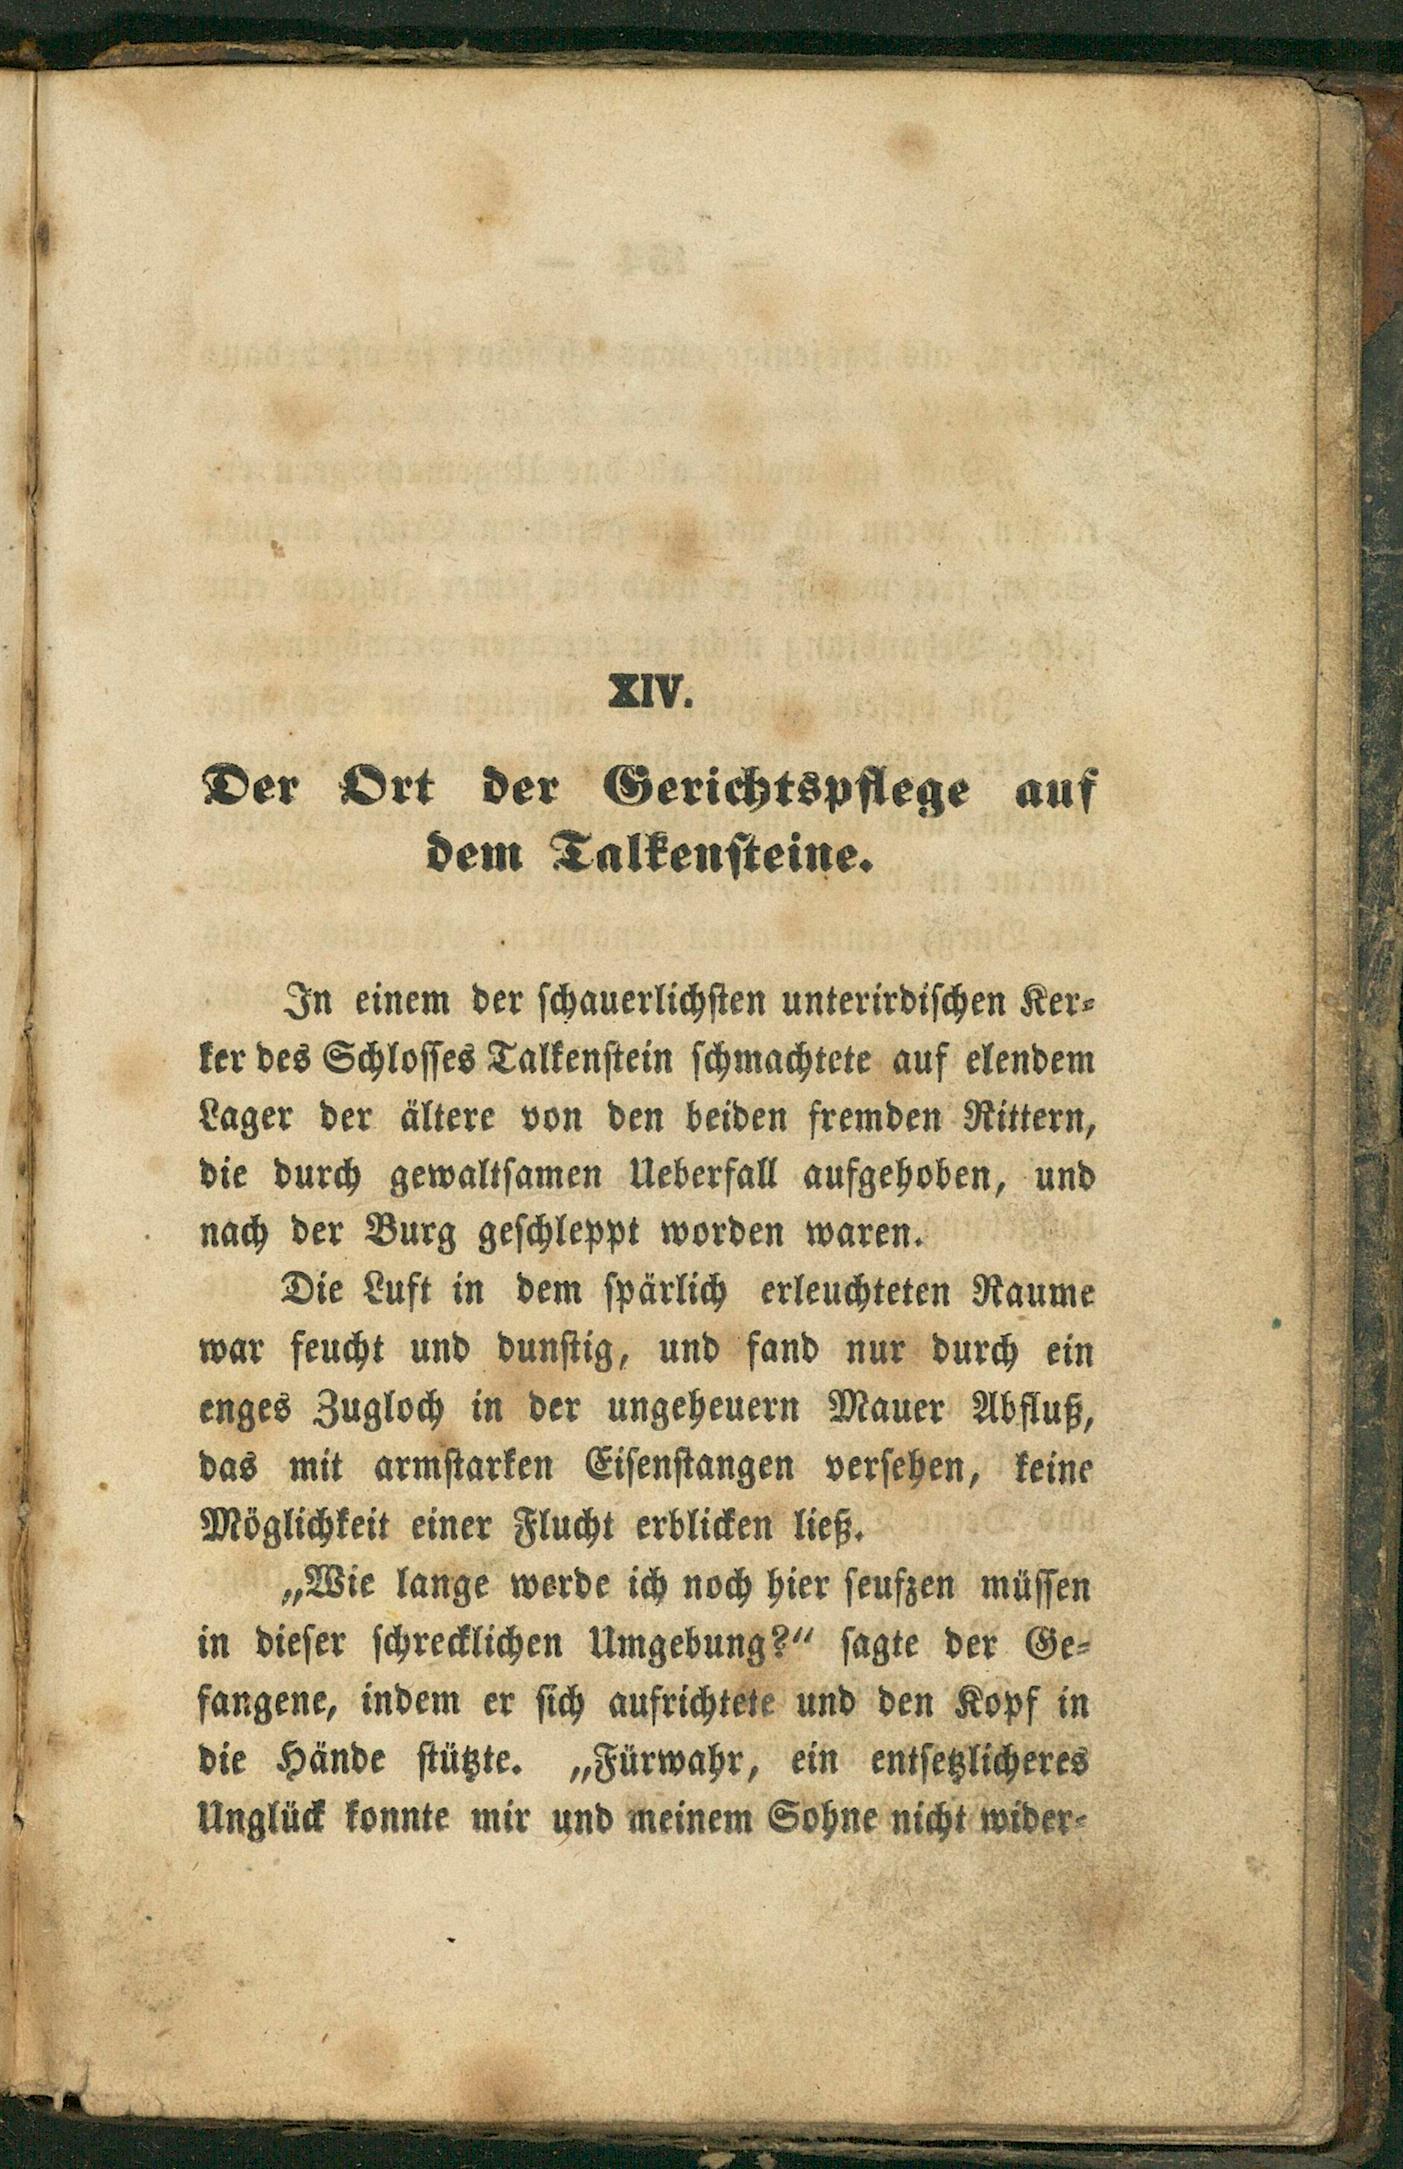 XIV.
Der Ort der Gerichtspflege auf
dem Talkensteine.
In einem der schauerlichsten unterirdischen Ker-
ker des Schlosses Talkenstein schmachtete auf elendem
Lager der ältere von den beiden fremden Rittern,
die durch gewaltsamen Ueberfall aufgehoben, und
nach der Burg geschleppt worden waren.
Die Luft in dem spärlich erleuchteten Raume
war feucht und dunstig, und fand nur durch ein
enges Zugloch in der ungeheuern Mauer Abfluß,
das mit armstarken Eisenstangen versehen, keine
Möglichkeit einer Flucht erblicken ließ.
„Wie lange werde ich noch hier seufzen müssen
in dieser schrecklichen Umgebung?“ sagte der Ge-
fangene, indem er sich aufrichtete und den Kopf in
die Hände stützte. „Fürwahr, ein entsetzlicheres
Unglück konnte mir und meinem Sohne nicht wider-